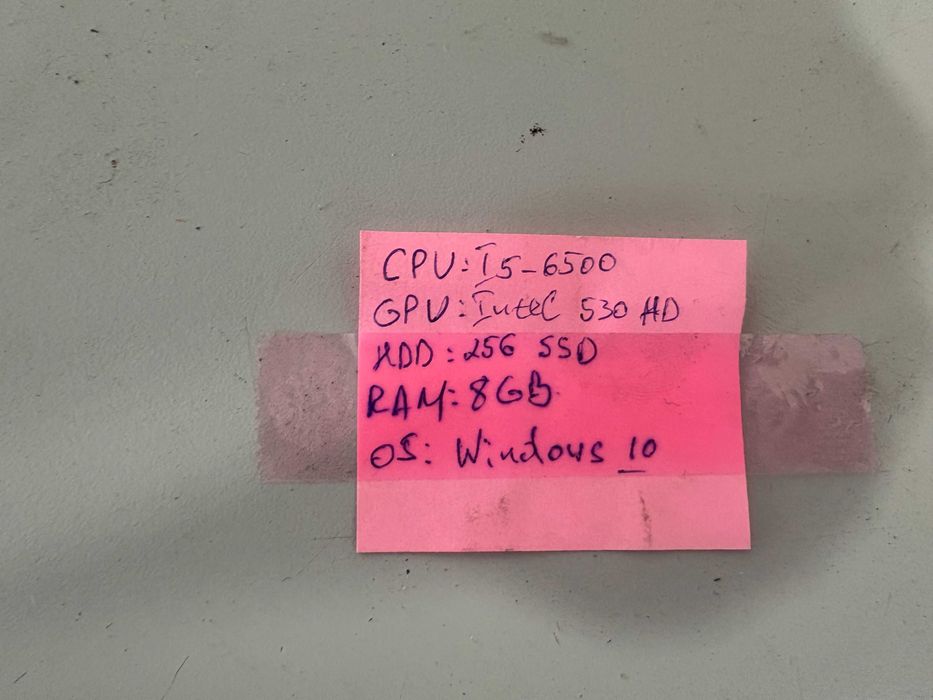 CPU: I5-6500
GPU: Intel 530 HD
HDD: 256 SSD
RAM: 8GB
OS: Windows 10